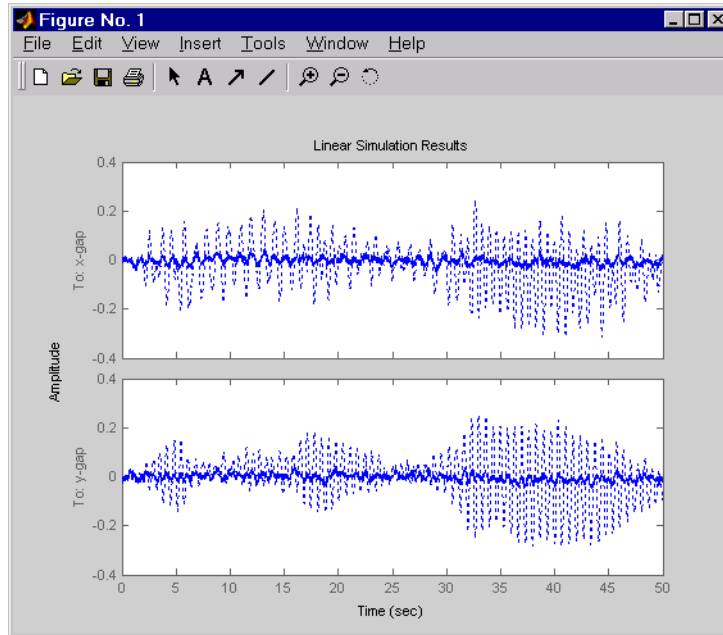 Figure No. 1
File Edit View Insert Tools Window Help
A
Linear Simulation Results
0.4
0.2
0
-0.2
-0.4
To: x-gap
Amplitude
0.4
0.2
0
-0.2
-0.4
To: y-gap
0 5 10 15 20 25 30 35 40 45 50
Time (sec)